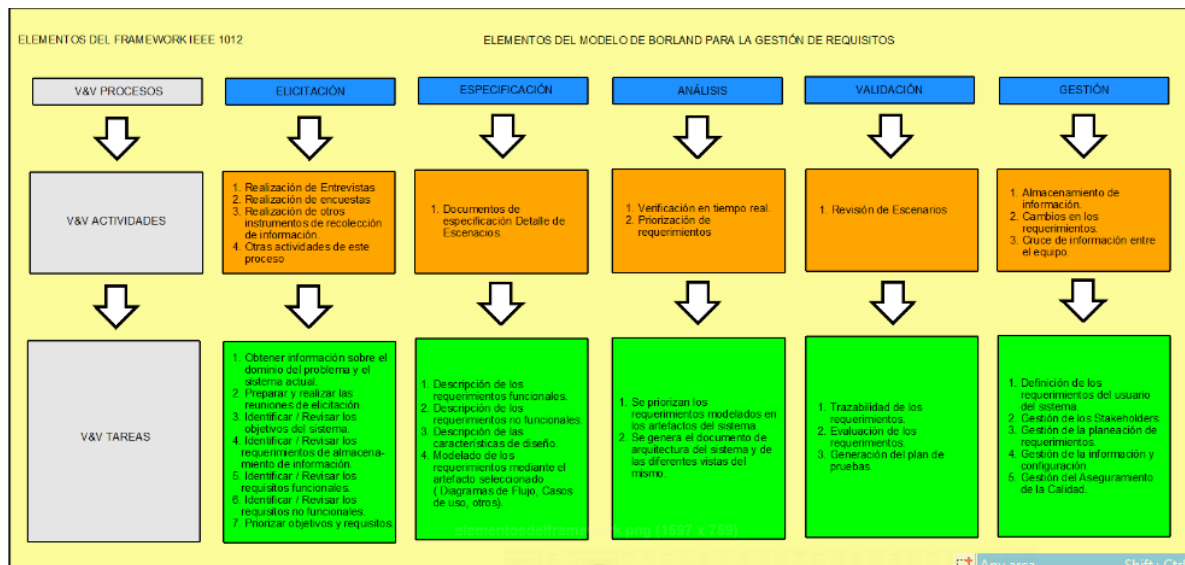 ELEMENTOS DEL FRAMEWORK IEEE 1012
ELEMENTOS DEL MODELO DE BORLAND PARA LA GESTIÓN DE REQUISITOS
V&V PROCESOS
ELICITACIÓN
ESPECIFICACIÓN
ANÁLISIS
VALIDACIÓN
GESTIÓN
V&V ACTIVIDADES
1. Realización de Entrevistas
2. Realización de encuestas
3. Realización de otros
instrumentos de recolección
de información.
4. Otras actividades de este
proceso
1. Documentos de
especificación Detalle de
Escenacios.
1. Verificación en tiempo real.
2. Priorización de
requerimientos
1. Revisión de Escenarios
1. Almacenamiento de
información.
2. Cambios en los
requerimientos.
3. Cruce de información entre
el equipo.
V&V TAREAS
1. Obtener información sobre el
dominio del problema y el
sistema actual.
2. Preparar y realizar las
reuniones de elicitación.
3. Identificar / Revisar los
objetivos del sistema.
4. Identificar / Revisar los
requerimientos de almacena-
miento de información.
5. Identificar / Revisar los
requisitos funcionales.
6. Identificar / Revisar los
requisitos no funcionales.
7. Priorizar objetivos y requisitos
1. Descripción de los
requerimientos funcionales.
2. Descripción de los
requerimientos no funcionales.
3. Descripción de las
características de diseño.
4. Modelado de los
requerimientos mediante el
artefacto seleccionado
( Diagramas de Flujo, Casos
de uso, otros).
1. Se priorizan los
requerimientos modelados en
los artefactos del sistema.
2. Se genera el documento de
arquitectura del sistema y de
las diferentes vistas del
mismo.
1. Trazabilidad de los
requerimientos.
2. Evaluación de los
requerimientos.
3. Generación del plan de
pruebas.
1. Definición de los
requerimientos del usuario
del sistema.
2. Gestión de los Stakeholders.
3. Gestión de la planeación de
requerimientos.
4. Gestión de la información y
configuración.
5. Gestión del Aseguramiento
de la Calidad.
elementosdelframework.png (1597 x 759)
Any area